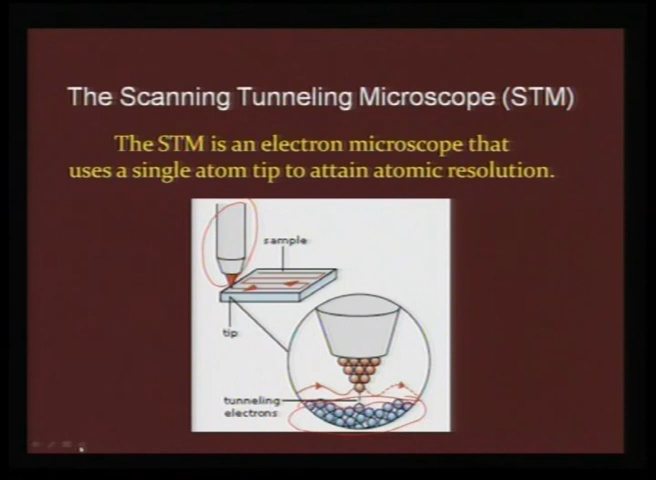 The Scanning Tunneling Microscope (STM)
The STM is an electron microscope that
uses a single atom tip to attain atomic resolution.
sample
tip
tunneling
electrons